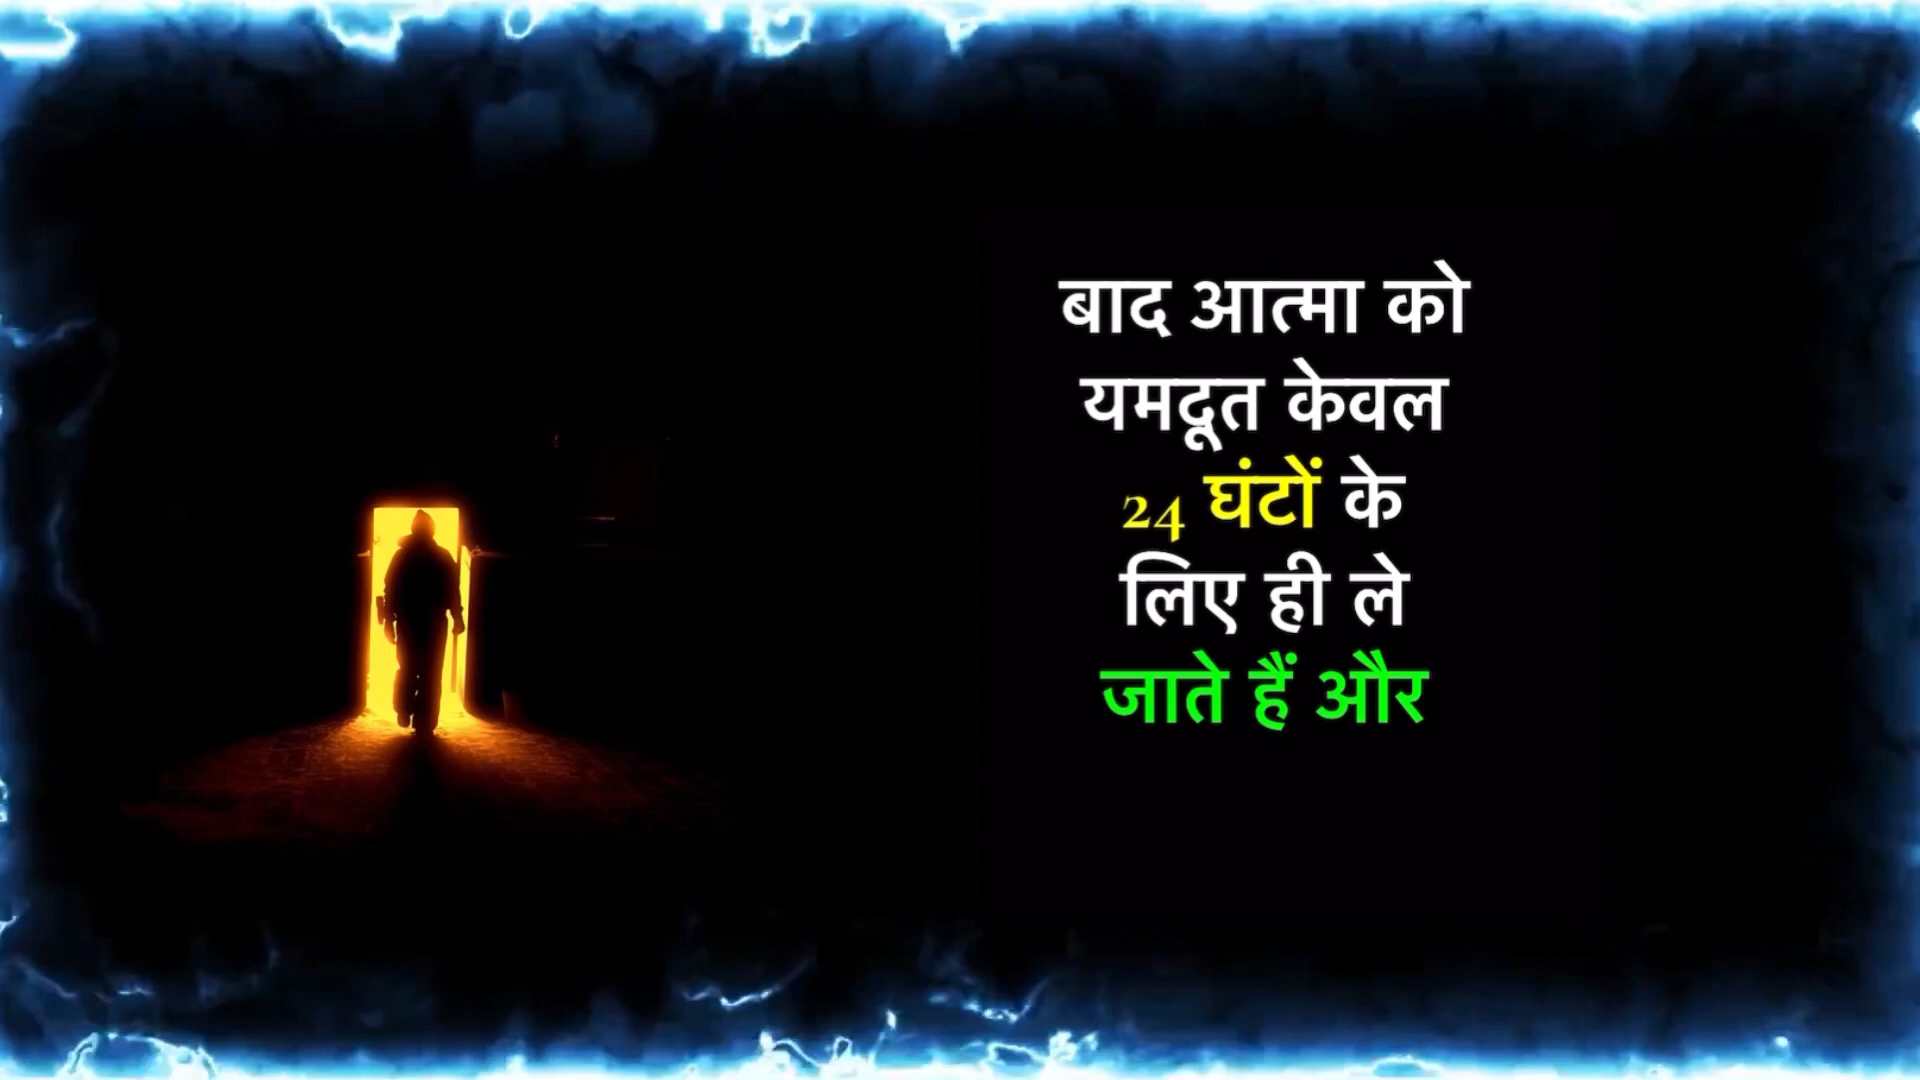 बाद आत्मा को
यमदूत केवल
24 घंटों के
लिए ही ले
जाते हैं और